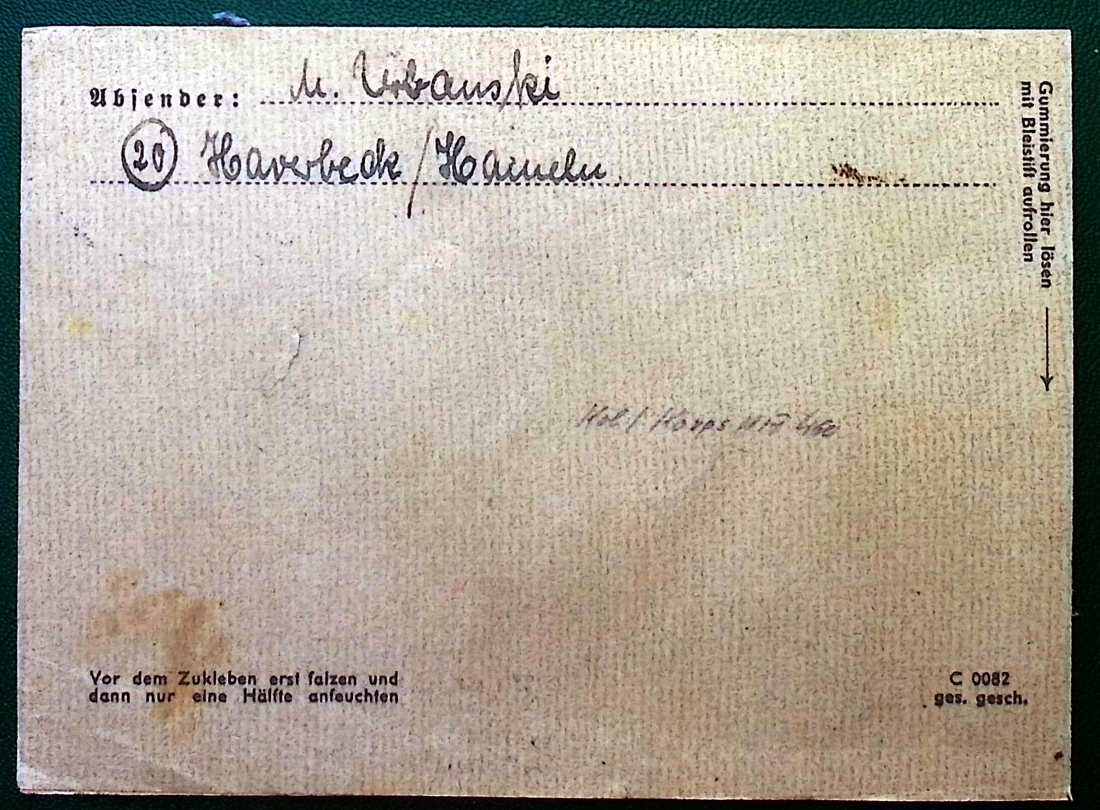 Absender: M. Urbanski
20 Haverbeck / Hameln
Gummierung hier lösen
mit Bleistift aufrollen
Korps
Vor dem Zukleben erst falzen und
dann nur eine Hälfte anfeuchten
C 0082
ges. gesch.